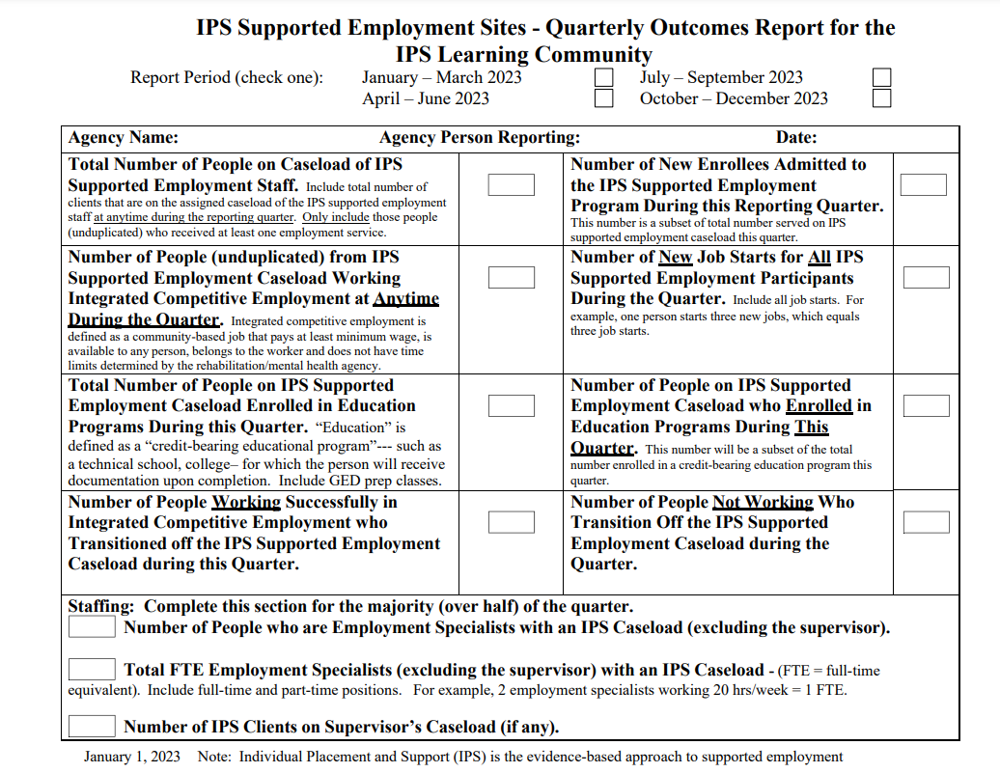 IPS Supported Employment Sites - Quarterly Outcomes Report for the
IPS Learning Community
Report Period (check one): January – March 2023 July – September 2023
April – June 2023 October – December 2023
Agency Name: Agency Person Reporting: Date:
Total Number of People on Caseload of IPS
Supported Employment Staff. Include total number of
clients that are on the assigned caseload of the IPS supported employment
staff at anytime during the reporting quarter. Only include those people
(unduplicated) who received at least one employment service.
Number of New Enrollees Admitted to
the IPS Supported Employment
Program During this Reporting Quarter.
This number is a subset of total number served on IPS
supported employment caseload this quarter.
Number of People (unduplicated) from IPS
Supported Employment Caseload Working
Integrated Competitive Employment at Anytime
During the Quarter. Integrated competitive employment is
defined as a community-based job that pays at least minimum wage, is
available to any person, belongs to the worker and does not have time
limits determined by the rehabilitation/mental health agency.
Number of New Job Starts for All IPS
Supported Employment Participants
During the Quarter. Include all job starts. For
example, one person starts three new jobs, which equals
three job starts.
Total Number of People on IPS Supported
Employment Caseload Enrolled in Education
Programs During this Quarter. “Education” is
defined as a “credit-bearing educational program”--- such as
a technical school, college– for which the person will receive
documentation upon completion. Include GED prep classes.
Number of People on IPS Supported
Employment Caseload who Enrolled in
Education Programs During This
Quarter. This number will be a subset of the total
number enrolled in a credit-bearing education program this
quarter.
Number of People Working Successfully in
Integrated Competitive Employment who
Transitioned off the IPS Supported Employment
Caseload during this Quarter.
Number of People Not Working Who
Transition Off the IPS Supported
Employment Caseload during the
Quarter.
Staffing: Complete this section for the majority (over half) of the quarter.
Number of People who are Employment Specialists with an IPS Caseload (excluding the supervisor).
Total FTE Employment Specialists (excluding the supervisor) with an IPS Caseload - (FTE = full-time
equivalent). Include full-time and part-time positions. For example, 2 employment specialists working 20 hrs/week = 1 FTE.
Number of IPS Clients on Supervisor’s Caseload (if any).
January 1, 2023 Note: Individual Placement and Support (IPS) is the evidence-based approach to supported employment